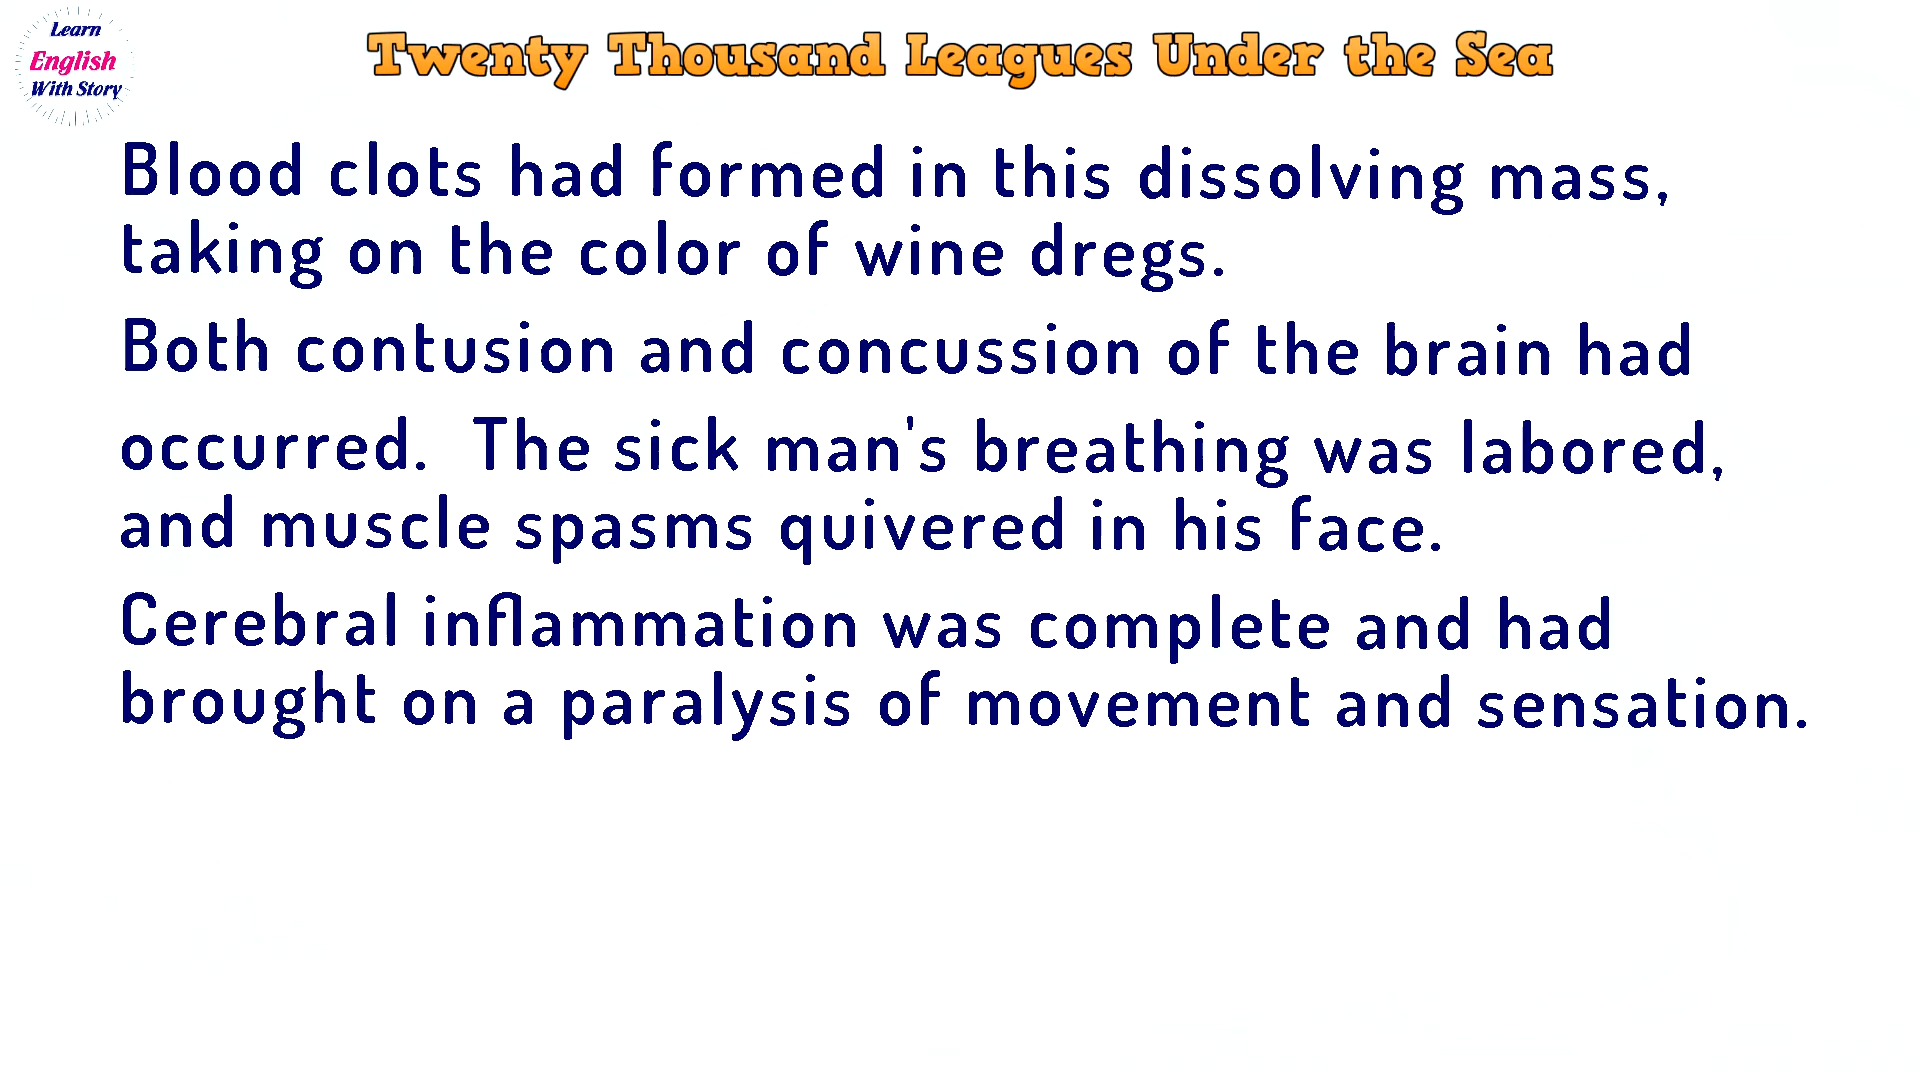 Learn
English
With Story
Twenty Thousand Leagues Under the Sea
Blood clots had formed in this dissolving mass,
taking on the color of wine dregs.
Both contusion and concussion of the brain had
occurred. The sick man's breathing was labored,
and muscle spasms quivered in his face.
Cerebral inflammation was complete and had
brought on a paralysis of movement and sensation.